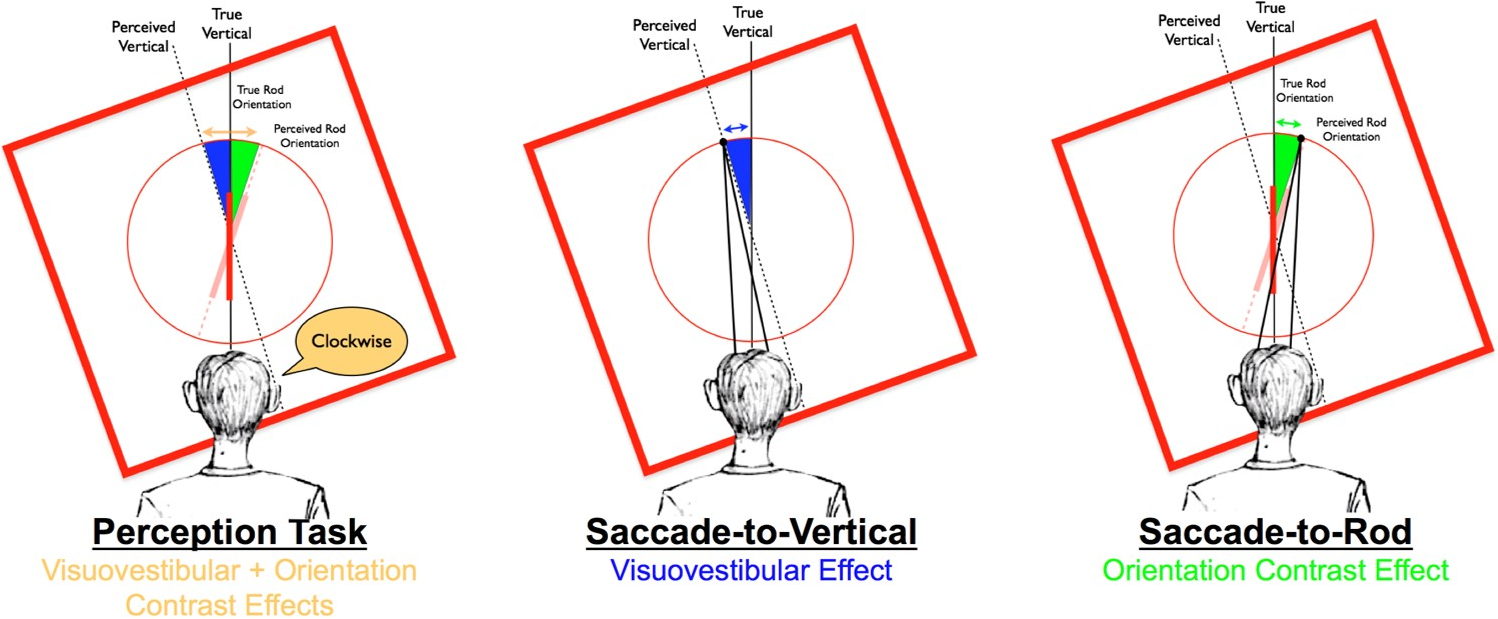 Perceived
Vertical
True
Vertical
True Rod
Orientation
Perceived Rod
Orientation
Clockwise
Perception Task
Visuovestibular + Orientation
Contrast Effects
Perceived
Vertical
True
Vertical
Saccade-to-Vertical
Visuovestibular Effect
Perceived
Vertical
True
Vertical
True Rod
Orientation
Perceived Rod
Orientation
Saccade-to-Rod
Orientation Contrast Effect